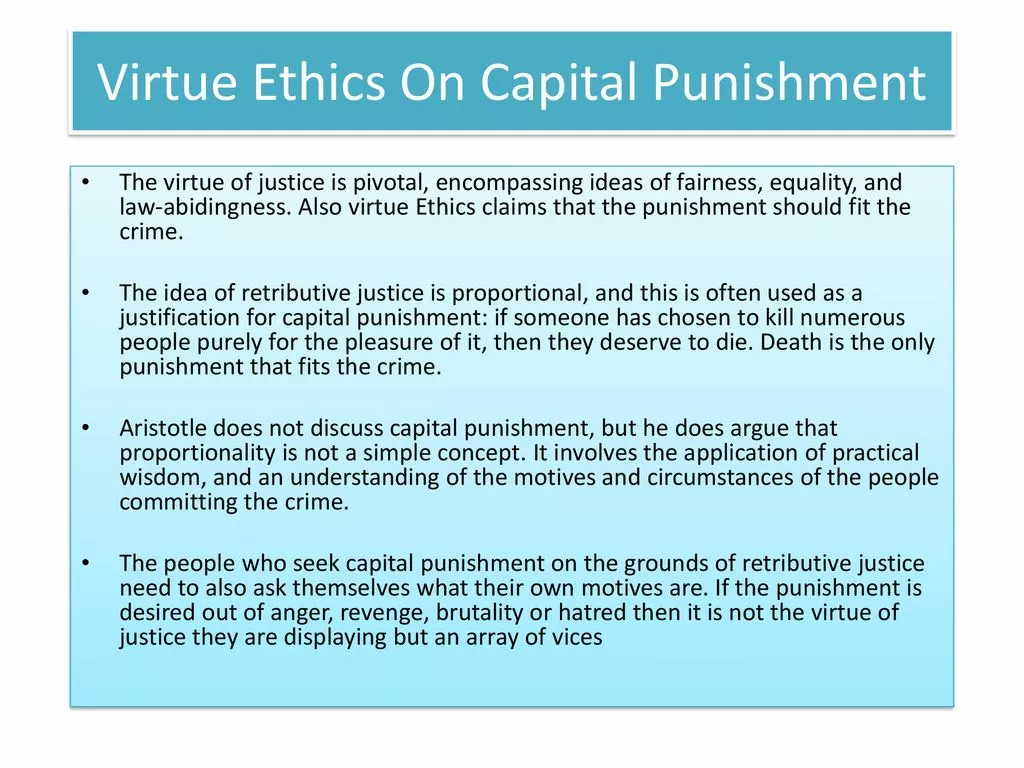 Virtue Ethics On Capital Punishment
• The virtue of justice is pivotal, encompassing ideas of fairness, equality, and
law-abidingness. Also virtue Ethics claims that the punishment should fit the
crime.
• The idea of retributive justice is proportional, and this is often used as a
justification for capital punishment: if someone has chosen to kill numerous
people purely for the pleasure of it, then they deserve to die. Death is the only
punishment that fits the crime.
• Aristotle does not discuss capital punishment, but he does argue that
proportionality is not a simple concept. It involves the application of practical
wisdom, and an understanding of the motives and circumstances of the people
committing the crime.
• The people who seek capital punishment on the grounds of retributive justice
need to also ask themselves what their own motives are. If the punishment is
desired out of anger, revenge, brutality or hatred then it is not the virtue of
justice they are displaying but an array of vices